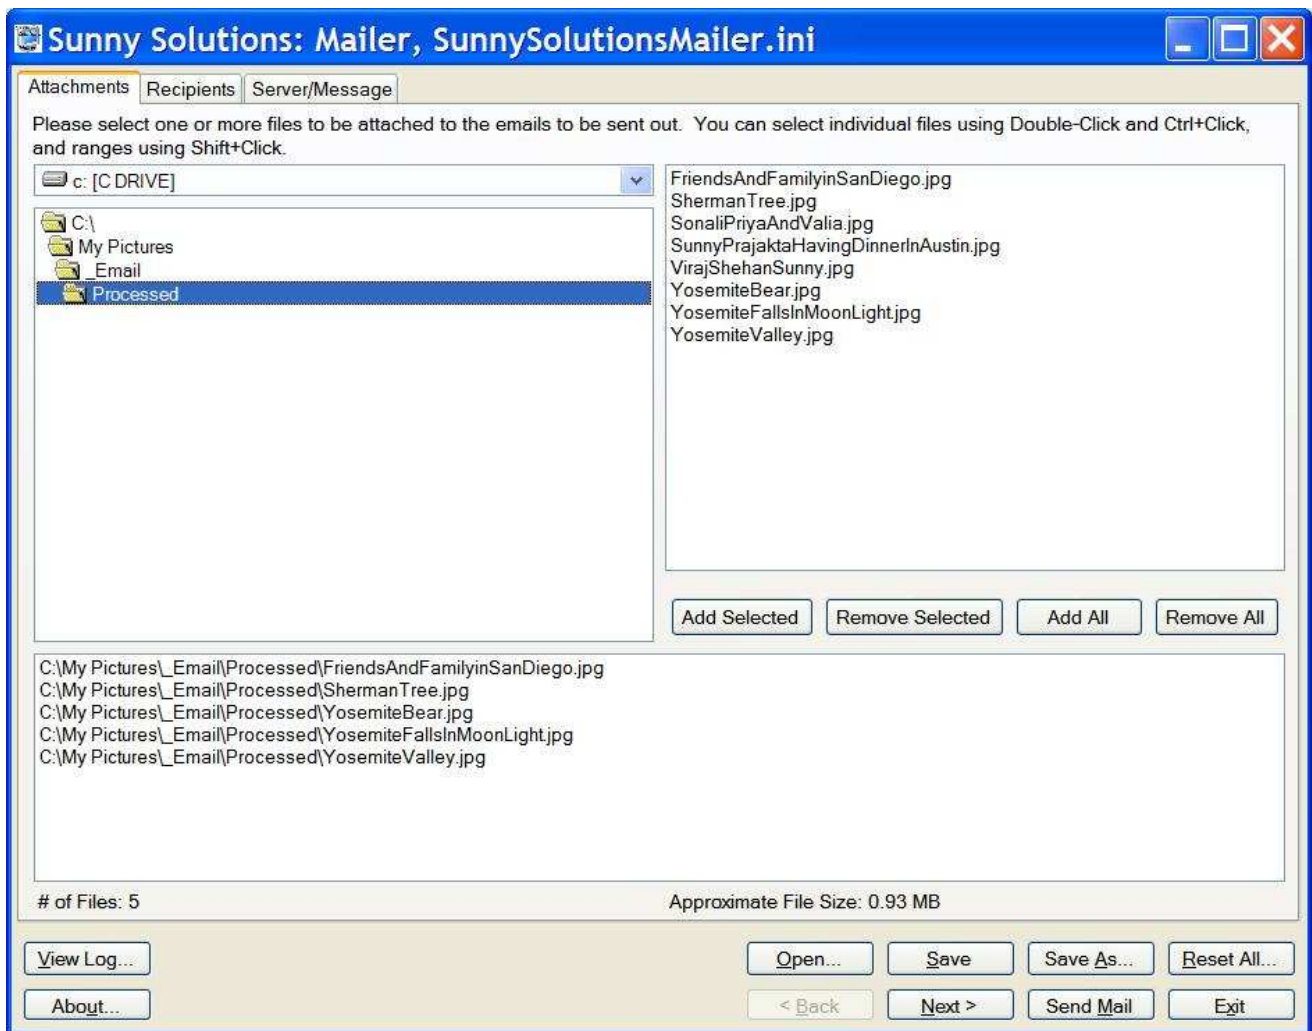 Sunny Solutions: Mailer, SunnySolutionsMailer.ini
Attachments Recipients Server/Message
Please select one or more files to be attached to the emails to be sent out. You can select individual files using Double-Click and Ctrl+Click,
and ranges using Shift+Click.
c: [C DRIVE]
C:\
My Pictures
_Email
Processed
FriendsAndFamilyinSanDiego.jpg
ShermanTree.jpg
SonaliPriyaAndValia.jpg
SunnyPrajaktaHavingDinnerInAustin.jpg
VirajShehanSunny.jpg
YosemiteBear.jpg
YosemiteFallsInMoonLight.jpg
YosemiteValley.jpg
Add Selected Remove Selected Add All Remove All
C:\My Pictures\_Email\Processed\FriendsAndFamilyinSanDiego.jpg
C:\My Pictures\_Email\Processed\ShermanTree.jpg
C:\My Pictures\_Email\Processed\YosemiteBear.jpg
C:\My Pictures\_Email\Processed\YosemiteFallsInMoonLight.jpg
C:\My Pictures\_Email\Processed\YosemiteValley.jpg
# of Files: 5 Approximate File Size: 0.93 MB
View Log... Open... Save Save As... Reset All...
About... < Back Next > Send Mail Exit